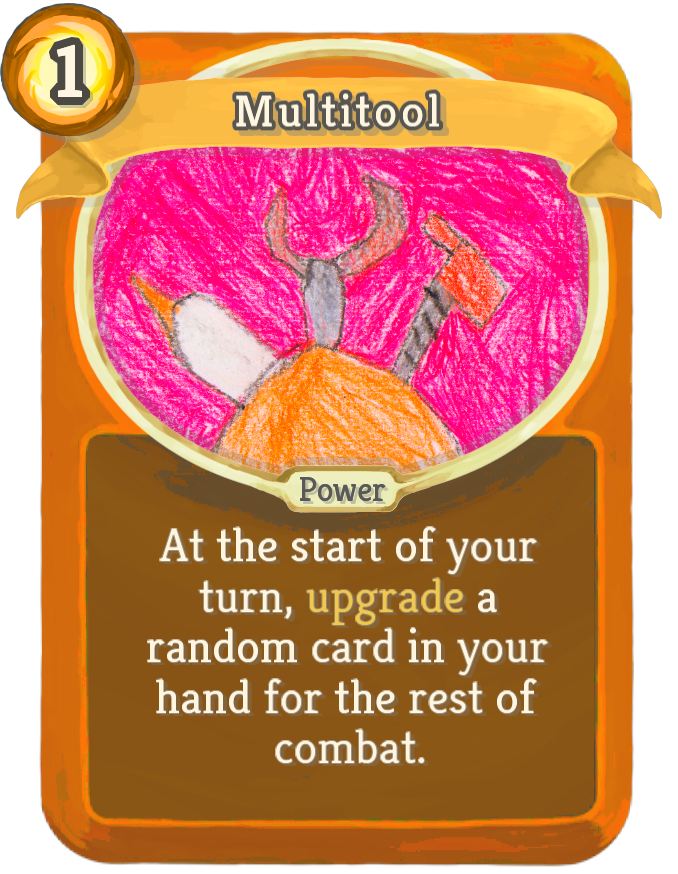 1
Multitool
Power
At the start of your
turn, upgrade a
random card in your
hand for the rest of
combat.